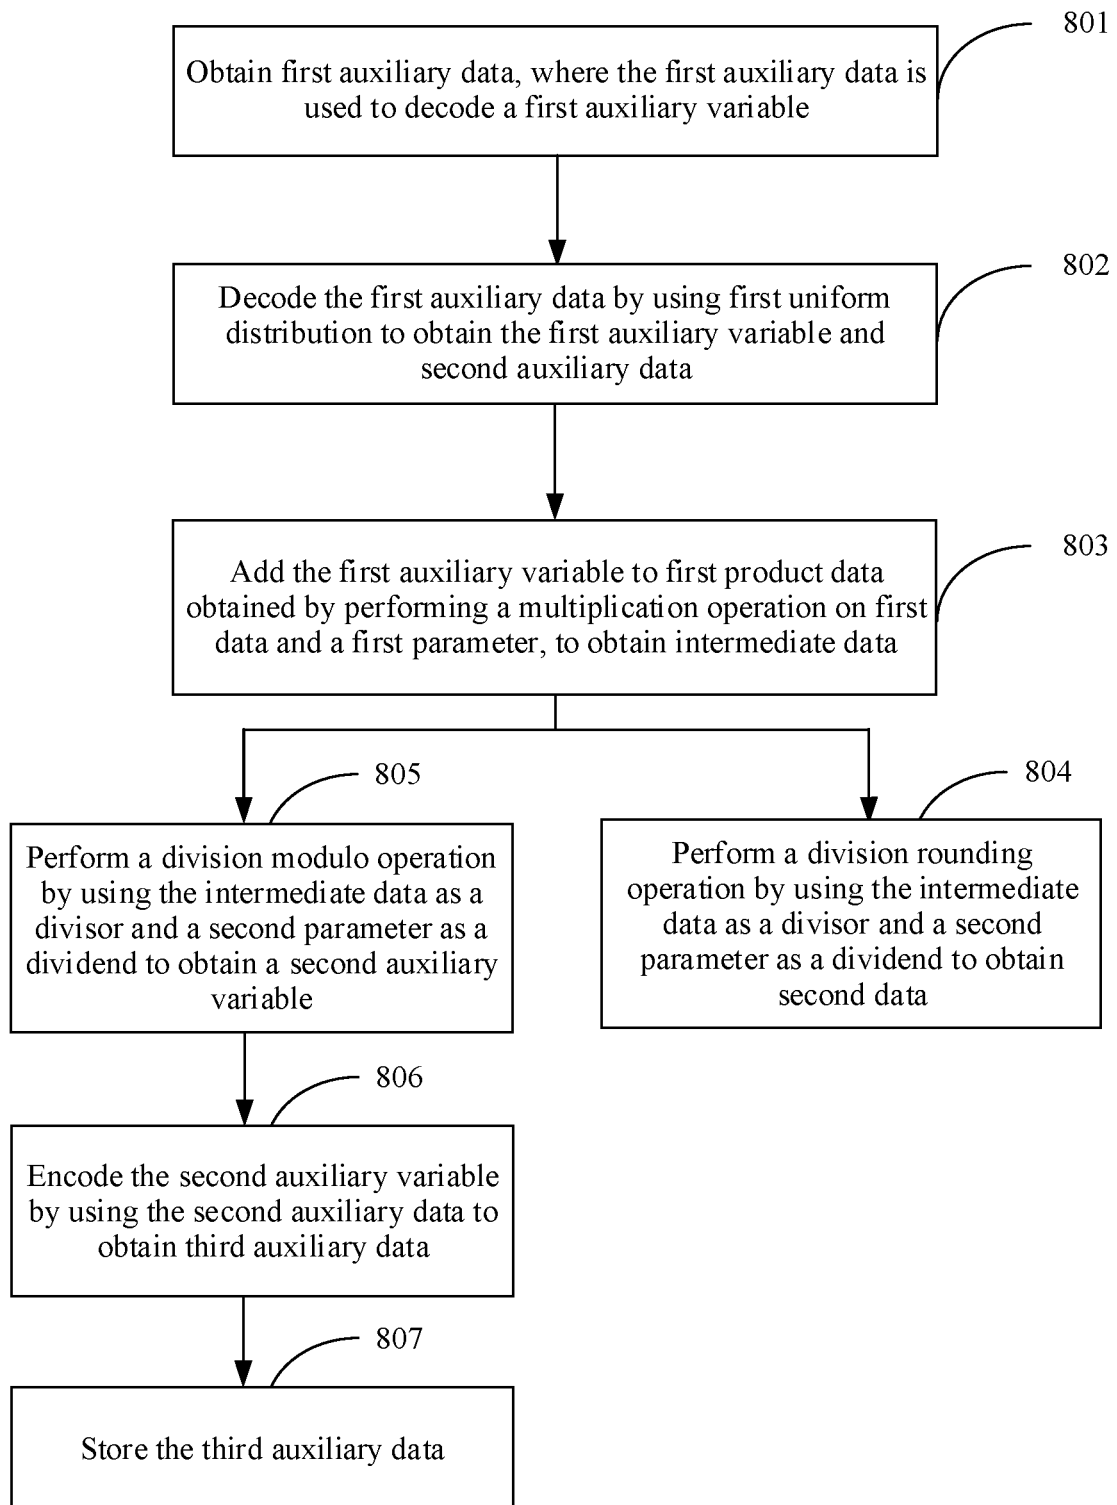 801
Obtain first auxiliary data, where the first auxiliary data is
used to decode a first auxiliary variable
802
Decode the first auxiliary data by using first uniform
distribution to obtain the first auxiliary variable and
second auxiliary data
803
Add the first auxiliary variable to first product data
obtained by performing a multiplication operation on first
data and a first parameter, to obtain intermediate data
805
Perform a division modulo operation
by using the intermediate data as a
divisor and a second parameter as a
dividend to obtain a second auxiliary
variable
804
Perform a division rounding
operation by using the intermediate
data as a divisor and a second
parameter as a dividend to obtain
second data
806
Encode the second auxiliary variable
by using the second auxiliary data to
obtain third auxiliary data
807
Store the third auxiliary data